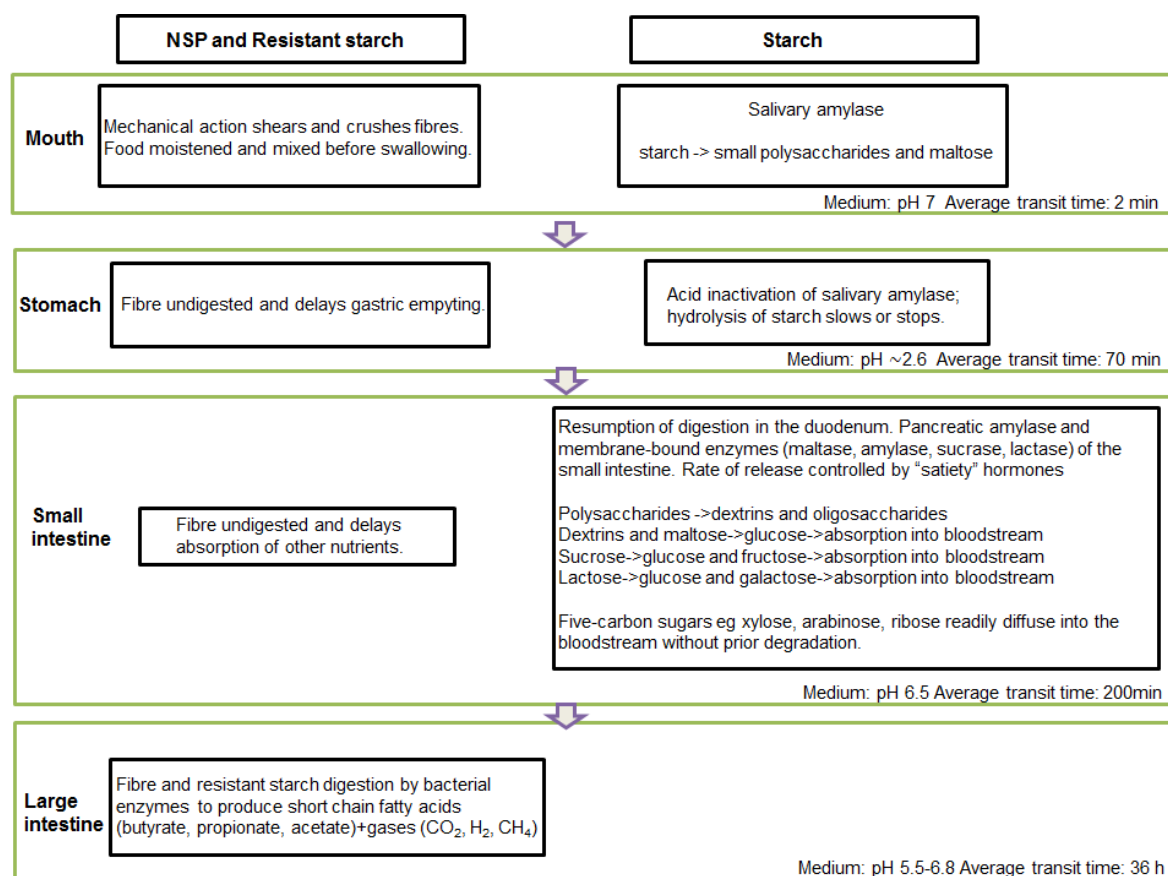 NSP and Resistant starch
Starch
Mouth
Mechanical action shears and crushes fibres.
Food moistened and mixed before swallowing.
Salivary amylase
starch -> small polysaccharides and maltose
Medium: pH 7 Average transit time: 2 min
Stomach
Fibre undigested and delays gastric empyting.
Acid inactivation of salivary amylase;
hydrolysis of starch slows or stops.
Medium: pH ~2.6 Average transit time: 70 min
Small
intestine
Fibre undigested and delays
absorption of other nutrients.
Resumption of digestion in the duodenum. Pancreatic amylase and
membrane-bound enzymes (maltase, amylase, sucrase, lactase) of the
small intestine. Rate of release controlled by “satiety” hormones
Polysaccharides ->dextrins and oligosaccharides
Dextrins and maltose->glucose->absorption into bloodstream
Sucrose->glucose and fructose->absorption into bloodstream
Lactose->glucose and galactose->absorption into bloodstream
Five-carbon sugars eg xylose, arabinose, ribose readily diffuse into the
bloodstream without prior degradation.
Medium: pH 6.5 Average transit time: 200min
Large
intestine
Fibre and resistant starch digestion by bacterial
enzymes to produce short chain fatty acids
(butyrate, propionate, acetate)+gases (CO₂, H₂, CH₄)
Medium: pH 5.5-6.8 Average transit time: 36 h